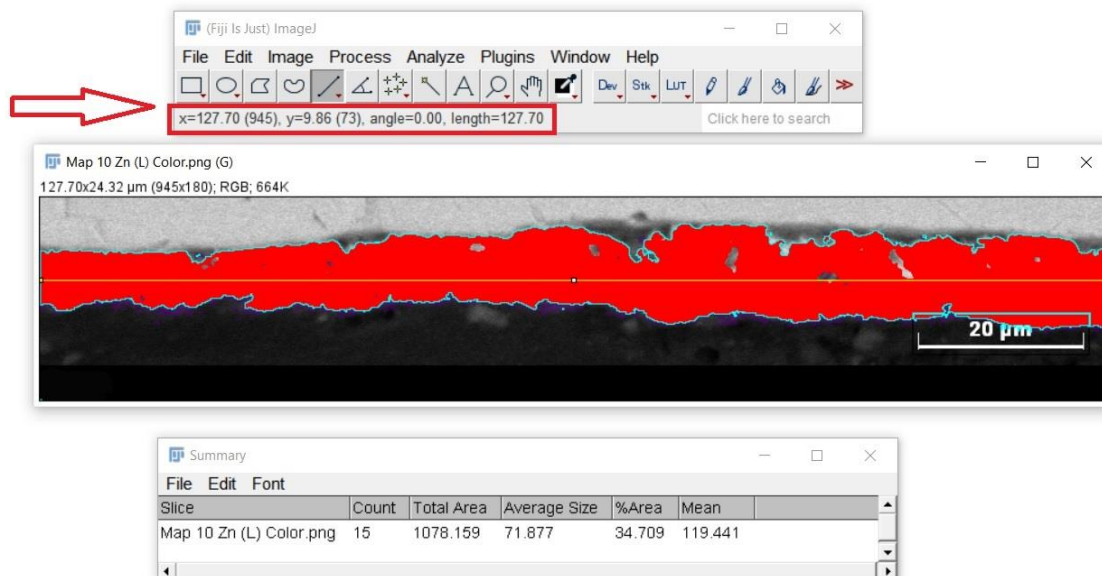 (Fiji Is Just) ImageJ
File Edit Image Process Analyze Plugins Window Help
A Dev Stk LUT
x=127.70 (945), y=9.86 (73), angle=0.00, length=127.70 Click here to search
Map 10 Zn (L) Color.png (G)
127.70x24.32 µm (945x180); RGB; 664K
20 µm
Summary
File Edit Font
Slice Count Total Area Average Size %Area Mean
Map 10 Zn (L) Color.png 15 1078.159 71.877 34.709 119.441